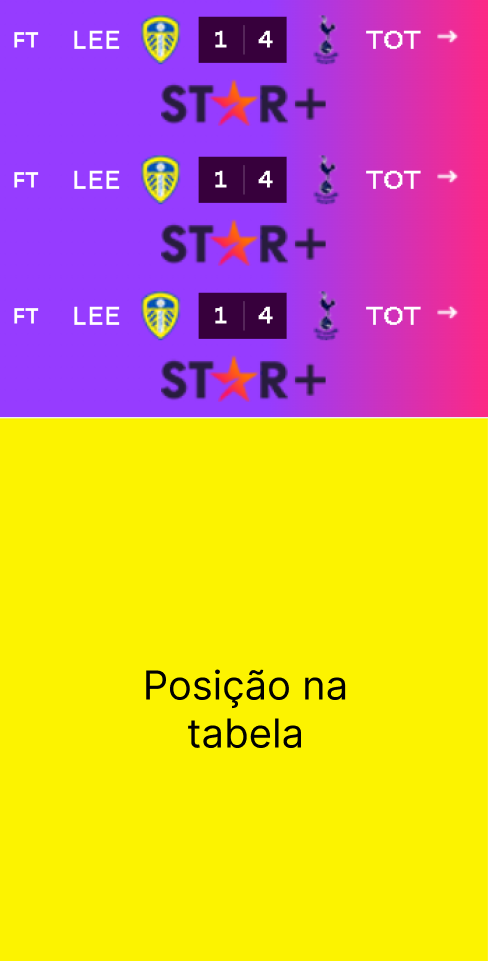 FT LEE 1 4 TOT →
ST★R+
FT LEE 1 4 TOT →
ST★R+
FT LEE 1 4 TOT →
ST★R+
Posição na
tabela